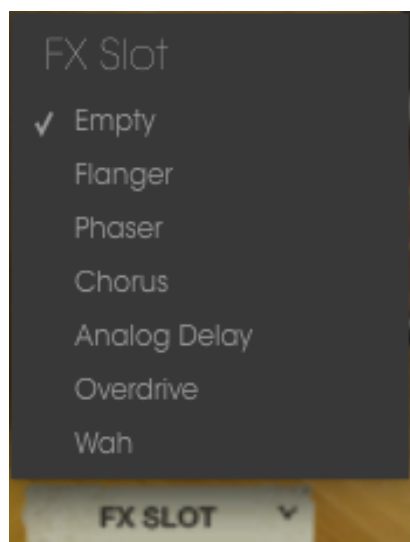 FX Slot
✓ Empty
Flanger
Phaser
Chorus
Analog Delay
Overdrive
Wah
FX SLOT